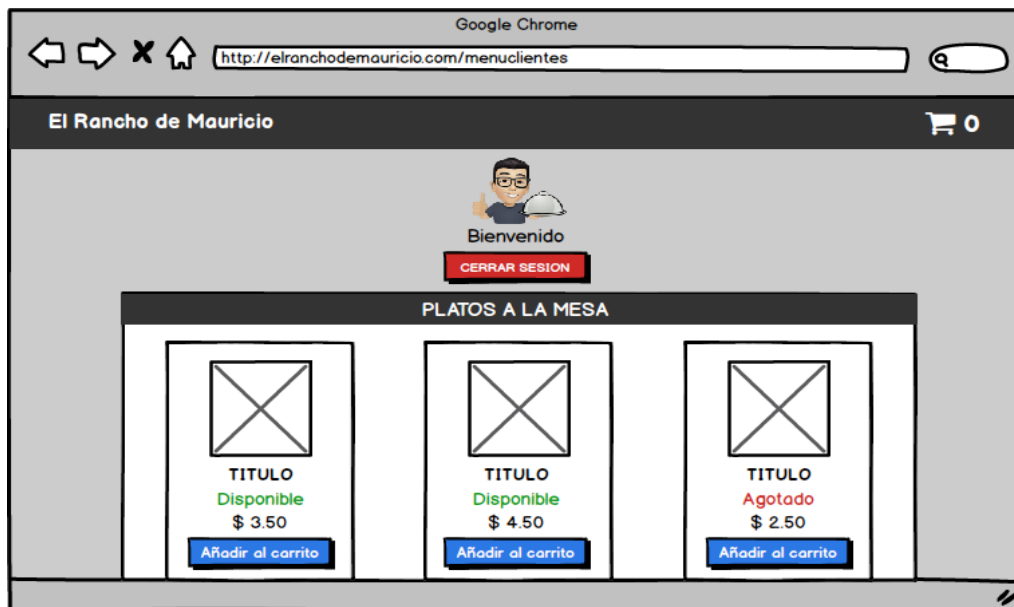 Google Chrome
http://elranchodemauricio.com/menuclientes
El Rancho de Mauricio
0
Bienvenido
CERRAR SESION
PLATOS A LA MESA
TITULO
Disponible
$ 3.50
Añadir al carrito
TITULO
Disponible
$ 4.50
Añadir al carrito
TITULO
Agotado
$ 2.50
Añadir al carrito